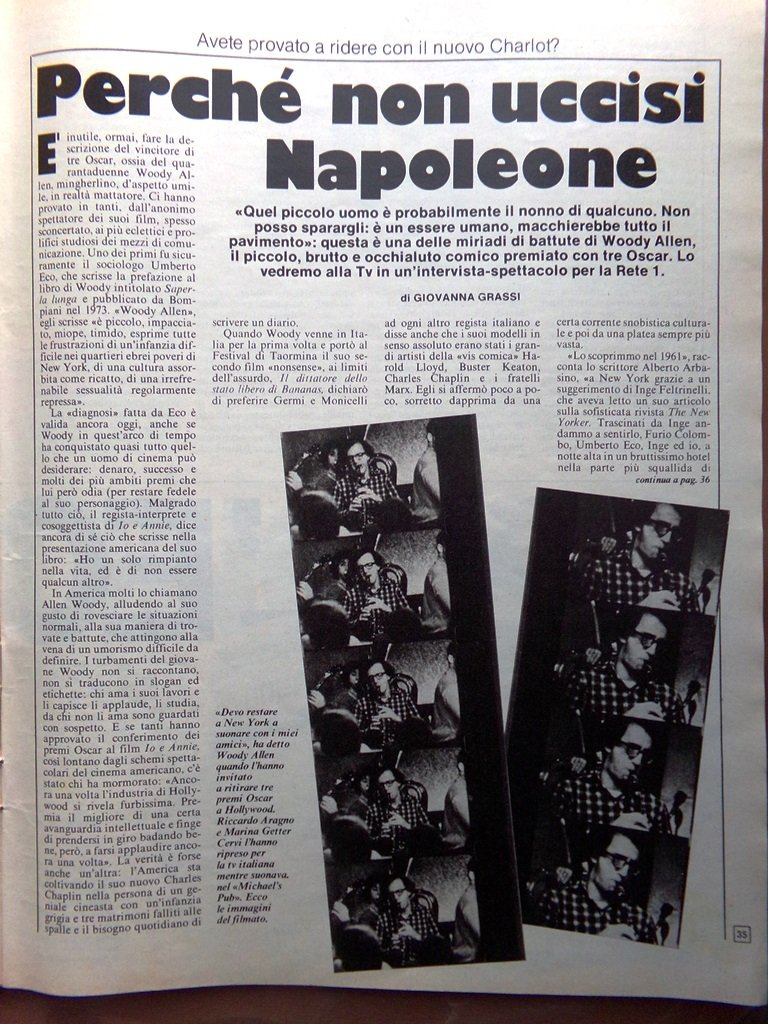 Avete provato a ridere con il nuovo Charlot?
Perché non uccisi
Napoleone
«Quel piccolo uomo è probabilmente il nonno di qualcuno. Non
posso sparargli: è un essere umano, macchierebbe tutto il
pavimento»: questa è una delle miriadi di battute di Woody Allen,
il piccolo, brutto e occhialuto comico premiato con tre Oscar. Lo
vedremo alla Tv in un'intervista-spettacolo per la Rete 1.
di GIOVANNA GRASSI
E' inutile, ormai, fare la de-
scrizione del vincitore di
tre Oscar, ossia del qua-
rantaduenne Woody Al-
len, mingherlino, d'aspetto umi-
le, in realtà mattatore. Ci hanno
provato in tanti, dall'anonimo
spettatore dei suoi film, spesso
sconcertato, ai più eclettici e pro-
lifici studiosi dei mezzi di comu-
nicazione. Uno dei primi fu sicu-
ramente il sociologo Umberto
Eco, che scrisse la prefazione al
libro di Woody intitolato Saper-
la lunga e pubblicato da Bom-
piani nel 1973. «Woody Allen»,
egli scrisse «è piccolo, impaccia-
to, miope, timido, esprime tutte
le frustrazioni di un'infanzia dif-
ficile nei quartieri ebrei poveri di
New York, di una cultura assor-
bita come ricatto, di una irrefre-
nabile sessualità regolarmente
repressa».
La «diagnosi» fatta da Eco è
valida ancora oggi, anche se
Woody in quest'arco di tempo
ha conquistato quasi tutto quel-
lo che un uomo di cinema può
desiderare: denaro, successo e
molti dei più ambiti premi che
lui però odia (per restare fedele
al suo personaggio). Malgrado
tutto ciò, il regista-interprete e
cosoggettista di Io e Annie, dice
ancora di sé ciò che scrisse nella
presentazione americana del suo
libro: «Ho un solo rimpianto
nella vita, ed è di non essere
qualcun altro».
In America molti lo chiamano
Allen Woody, alludendo al suo
gusto di rovesciare le situazioni
normali, alla sua maniera di tro-
vate e battute, che attingono alla
vena di un umorismo difficile da
definire. I turbamenti del giova-
ne Woody non si raccontano,
non si traducono in slogan ed
etichette: chi ama i suoi lavori e
li capisce li applaude, li studia,
da chi non li ama sono guardati
con sospetto. E se tanti hanno
approvato il conferimento dei
premi Oscar al film Io e Annie,
così lontano dagli schemi spetta-
colari del cinema americano, c'è
stato chi ha mormorato: «Anco-
ra una volta l'industria di Holly-
wood si rivela furbissima. Pre-
mia il migliore di una certa
avanguardia intellettuale e finge
di prendersi in giro badando be-
ne, però, a farsi applaudire anco-
ra una volta». La verità è forse
anche un'altra: l'America sta
coltivando il suo nuovo Charles
Chaplin nella persona di un ge-
niale cineasta con un'infanzia
grigia e tre matrimoni falliti alle
spalle e il bisogno quotidiano di
scrivere un diario.
Quando Woody venne in Ita-
lia per la prima volta e portò al
Festival di Taormina il suo se-
condo film «nonsense», ai limiti
dell'assurdo, Il dittatore dello
stato libero di Bananas, dichiarò
di preferire Germi e Monicelli
ad ogni altro regista italiano e
disse anche che i suoi modelli in
senso assoluto erano stati i gran-
di artisti della «vis comica» Ha-
rold Lloyd, Buster Keaton,
Charles Chaplin e i fratelli
Marx. Egli si affermò poco a po-
co, sorretto dapprima da una
certa corrente snobistica cultura-
le e poi da una platea sempre più
vasta.
«Lo scoprimmo nel 1961», rac-
conta lo scrittore Alberto Arba-
sino, «a New York grazie a un
suggerimento di Inge Feltrinelli,
che aveva letto un suo articolo
sulla sofisticata rivista The New
Yorker. Trascinati da Inge an-
dammo a sentirlo, Furio Colom-
bo, Umberto Eco, Inge ed io, a
notte alta in un bruttissimo hotel
nella parte più squallida di
continua a pag. 36
«Devo restare
a New York a
suonare con i miei
amici», ha detto
Woody Allen
quando l'hanno
invitato
a ritirare tre
premi Oscar
a Hollywood.
Riccardo Aragno
e Marina Getter
Cervi l'hanno
ripreso per
la tv italiana
mentre suonava,
nel «Michael's
Pub». Ecco
le immagini
del filmato.
35